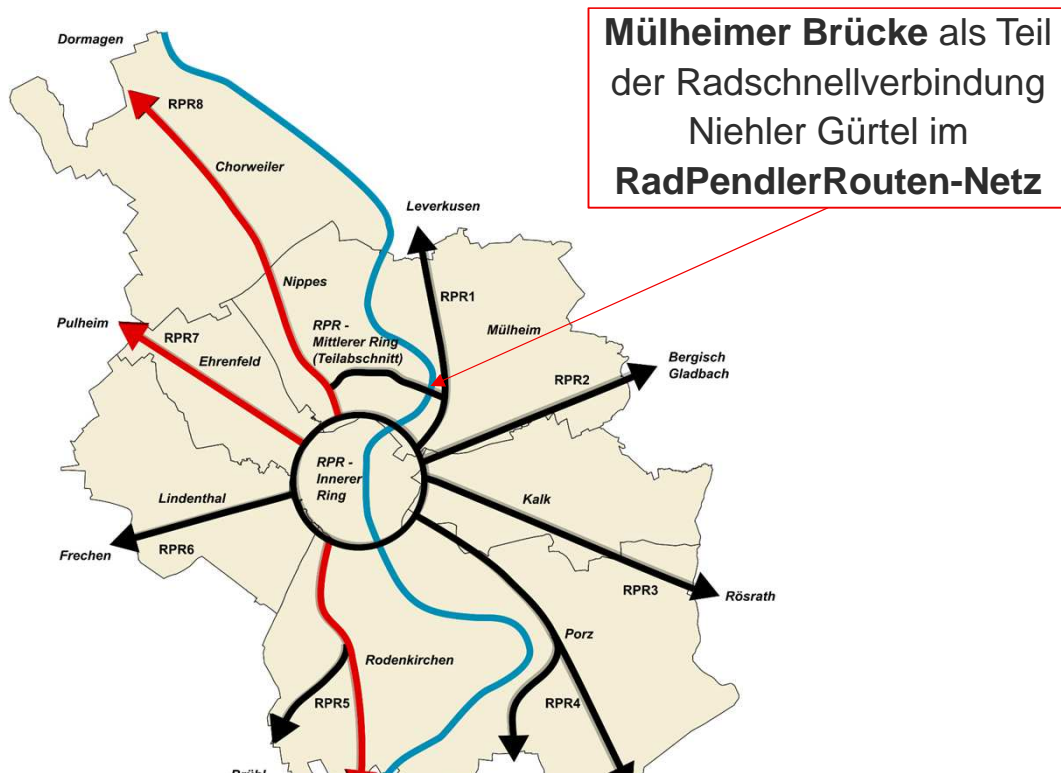 Mülheimer Brücke als Teil
der Radschnellverbindung
Niehler Gürtel im
RadPendlerRouten-Netz
Dormagen
RPR8
Chorweiler
Leverkusen
Nippes
RPR1
Pulheim
RPR7
RPR -
Mittlerer Ring
(Teilabschnitt)
Mülheim
Ehrenfeld
Bergisch
Gladbach
RPR2
RPR -
Innerer
Ring
Lindenthal
Kalk
Frechen
RPR6
RPR3
Rösrath
Porz
Rodenkirchen
RPR5
RPR4
Brühl